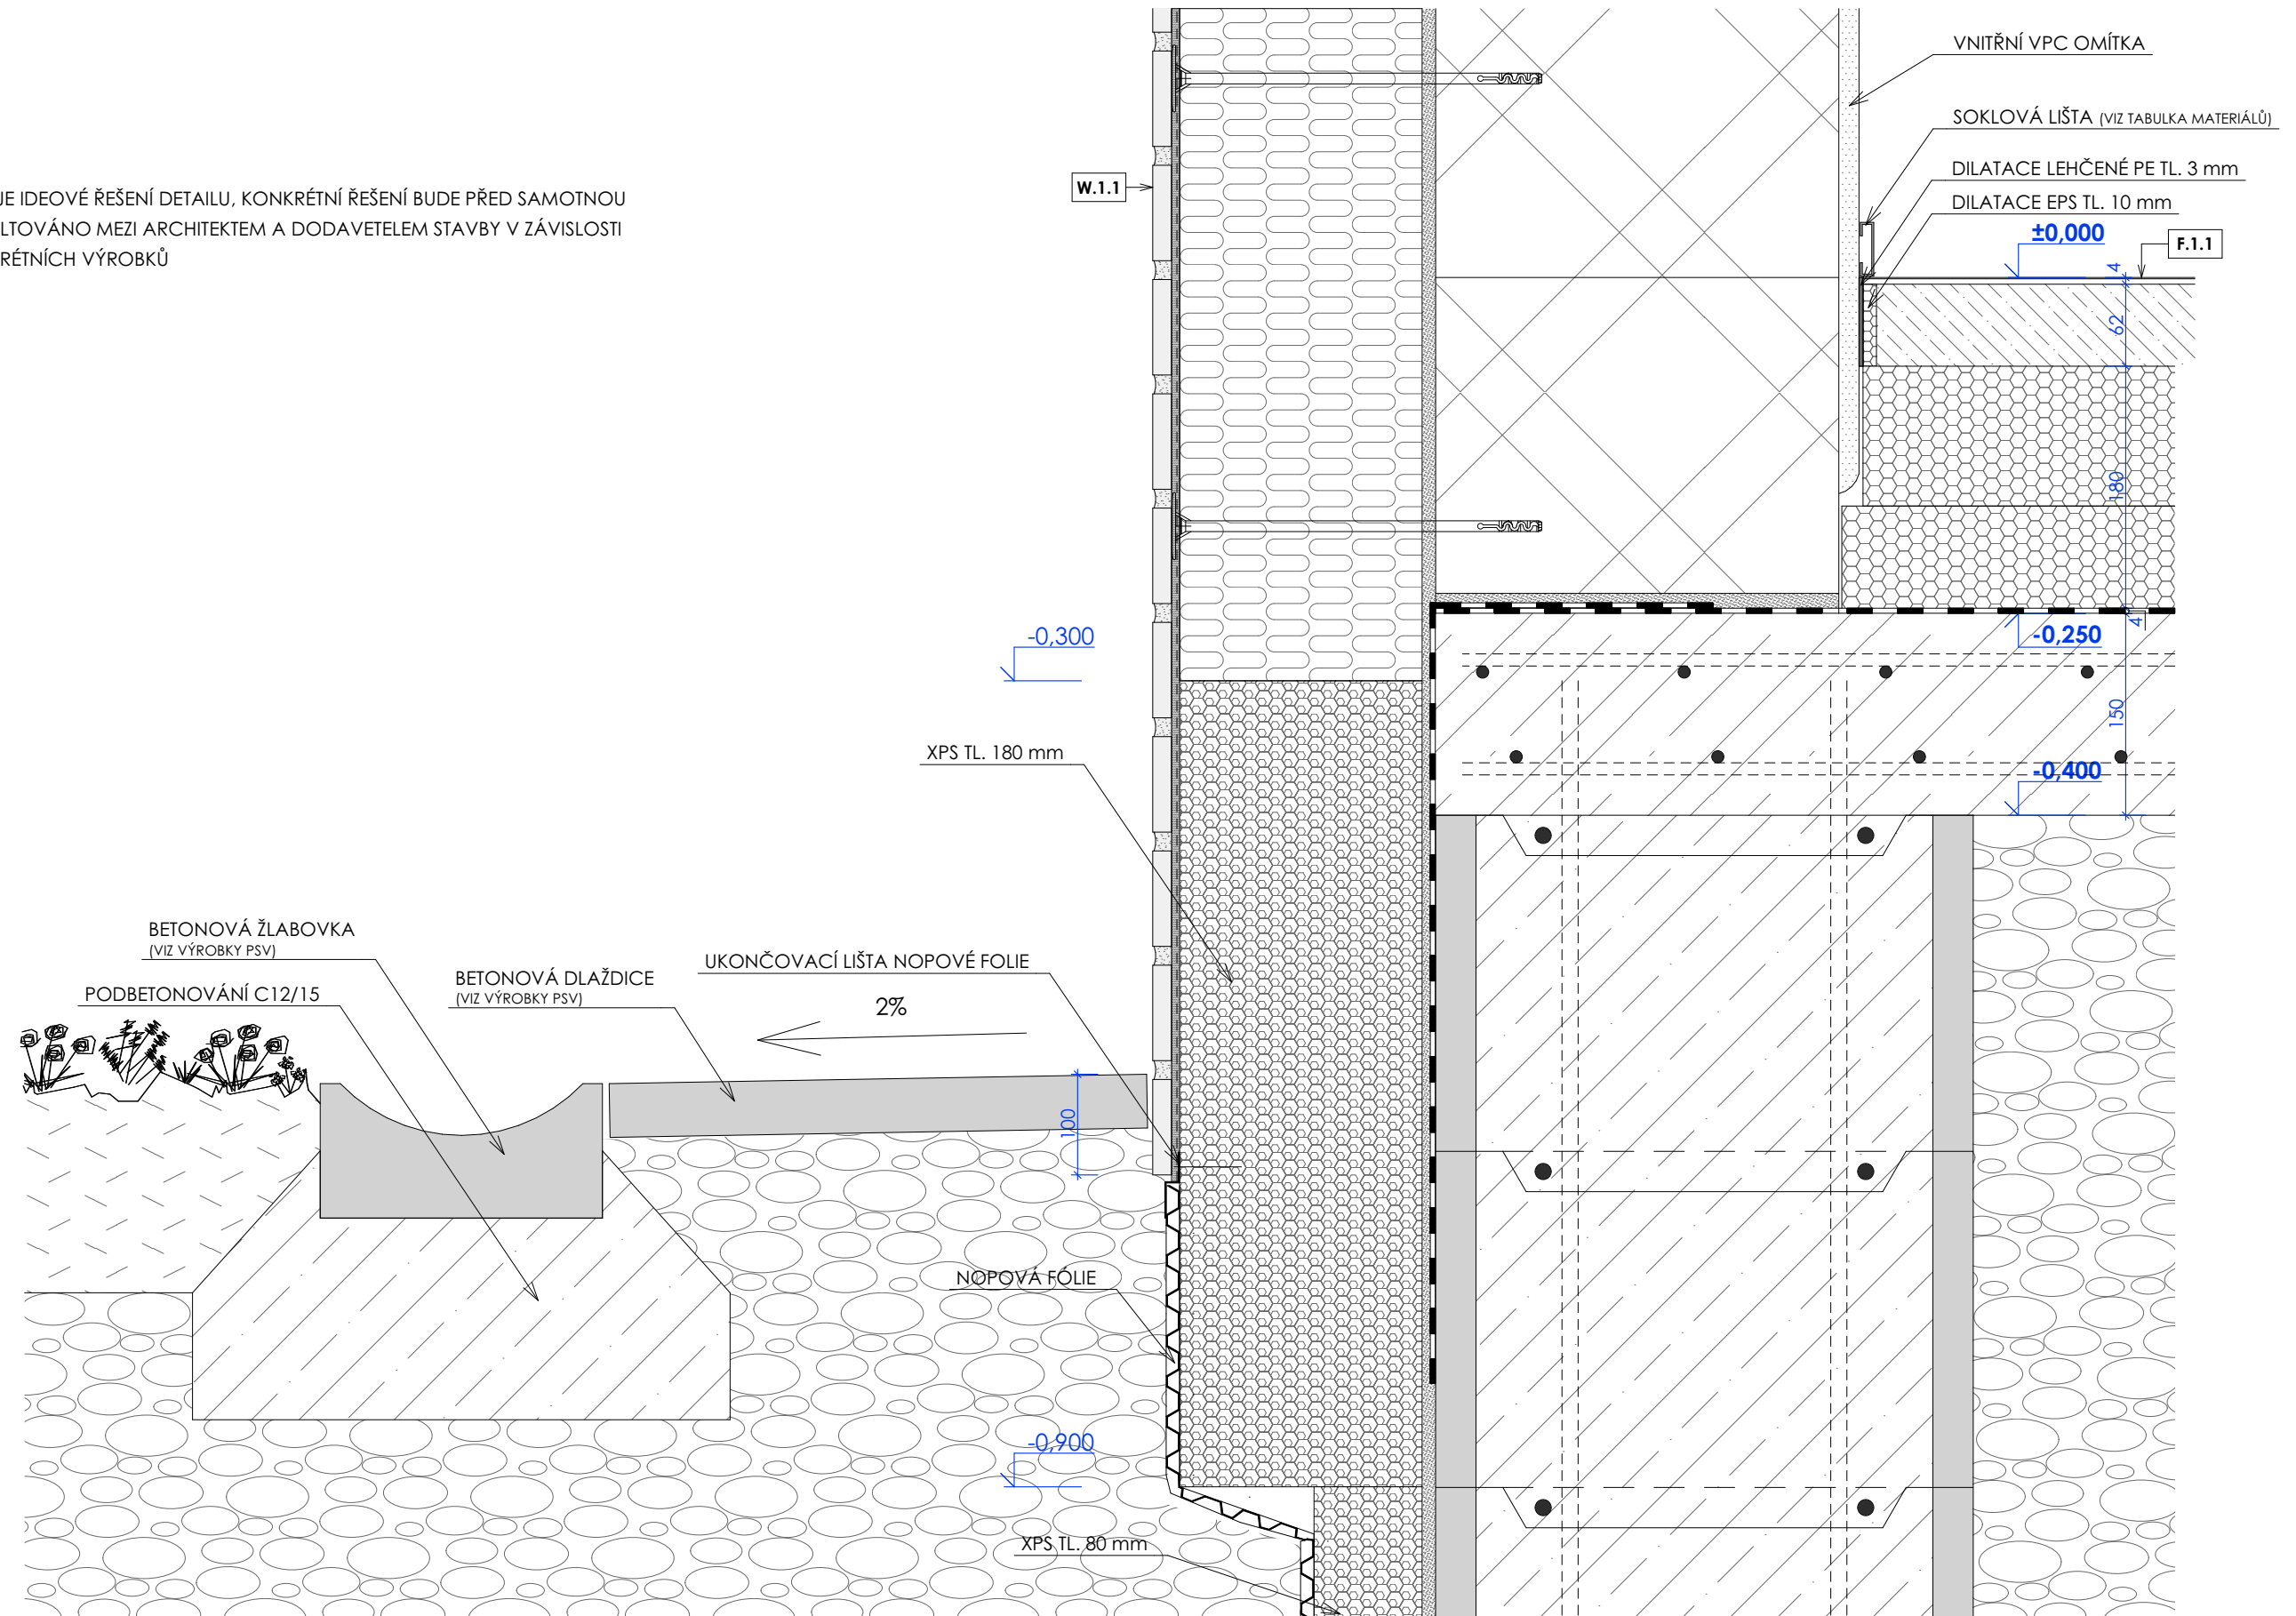 VNITŘNÍ VPC OMÍTKA
SOKLOVÁ LIŠTA (VIZ TABULKA MATERIÁLŮ)
DILATACE LEHČENÉ PE TL. 3 mm
DILATACE EPS TL. 10 mm
W.1.1
JE IDEOVÉ ŘEŠENÍ DETAILU, KONKRÉTNÍ ŘEŠENÍ BUDE PŘED SAMOTNOU
LTOVÁNO MEZI ARCHITEKTEM A DODAVETELEM STAVBY V ZÁVISLOSTI
RÉTNÍCH VÝROBKŮ
±0,000
F.1.1
4
62
180
4
-0,250
-0,300
150
XPS TL. 180 mm
-0,400
BETONOVÁ ŽLABOVKA
(VIZ VÝROBKY PSV)
UKONČOVACÍ LIŠTA NOPOVÉ FOLIE
BETONOVÁ DLAŽDICE
(VIZ VÝROBKY PSV)
PODBETONOVÁNÍ C12/15
2%
100
NOPOVÁ FÓLIE
-0,900
XPS TL. 80 mm